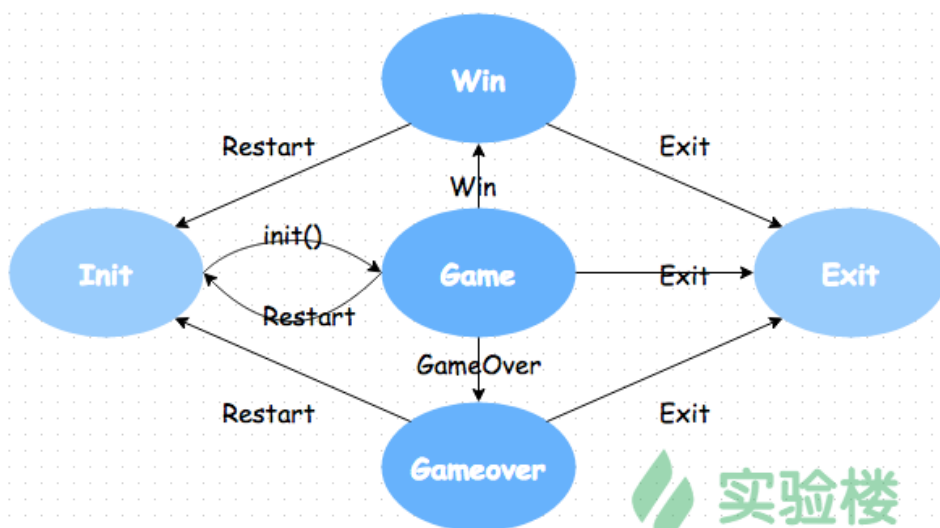 Win
Restart
Exit
Win
init()
Init
Game
Exit
Exit
Restart
GameOver
Restart
Exit
Gameover
实验楼